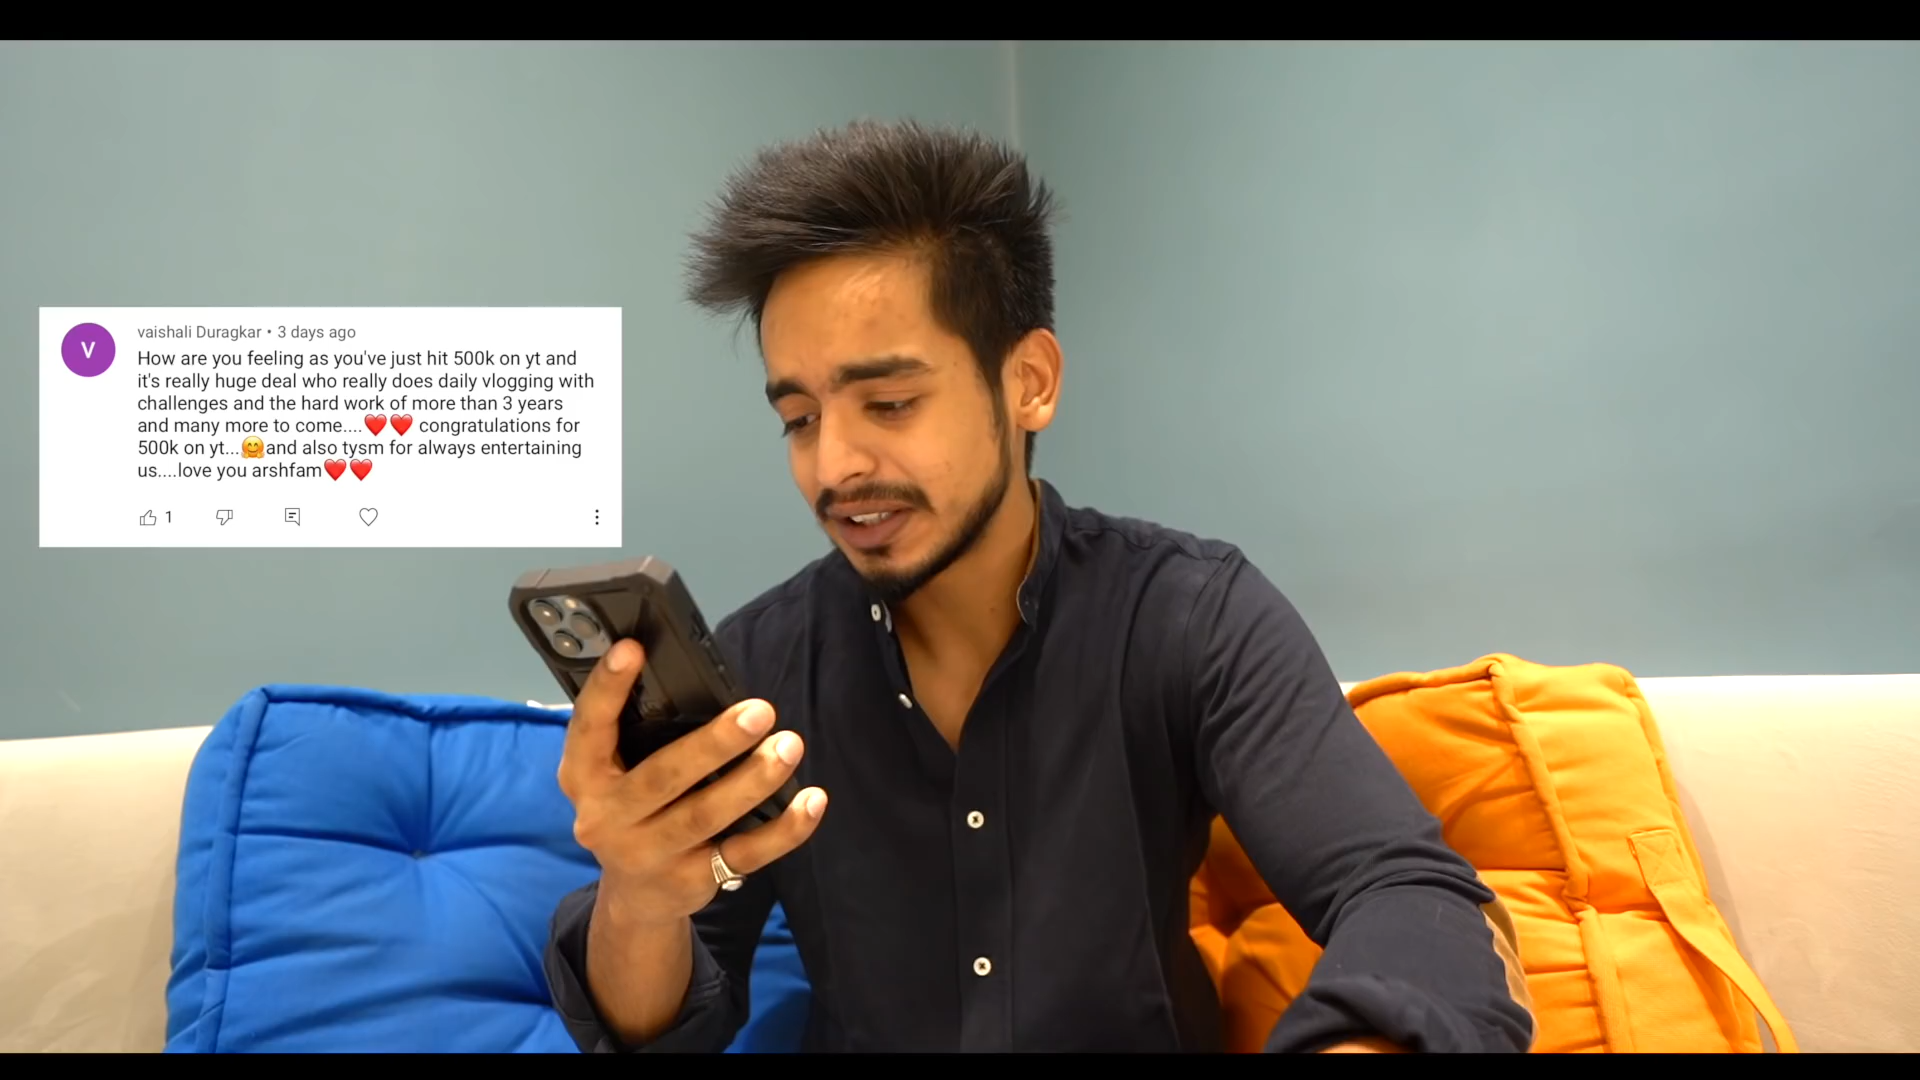 V
vaishali Duragkar • 3 days ago
How are you feeling as you've just hit 500k on yt and
it's really huge deal who really does daily vlogging with
challenges and the hard work of more than 3 years
and many more to come....❤️❤️ congratulations for
500k on yt...🤗and also tysm for always entertaining
us....love you arshfam❤️❤️
1